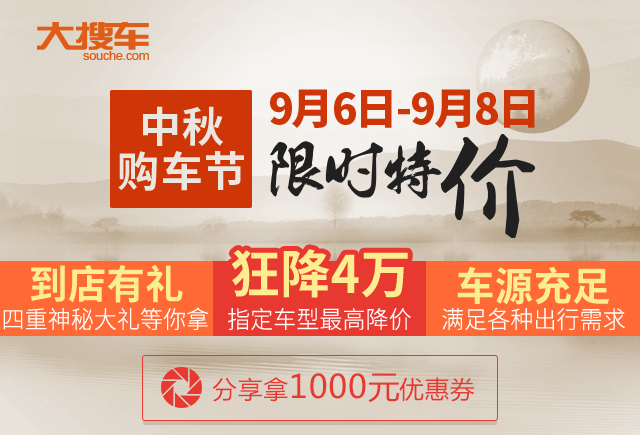 大搜车
souche.com
中秋
购车节
9月6日-9月8日
限时特价
到店有礼
四重神秘大礼等你拿
狂降4万
指定车型最高降价
车源充足
满足各种出行需求
分享拿1000元优惠券